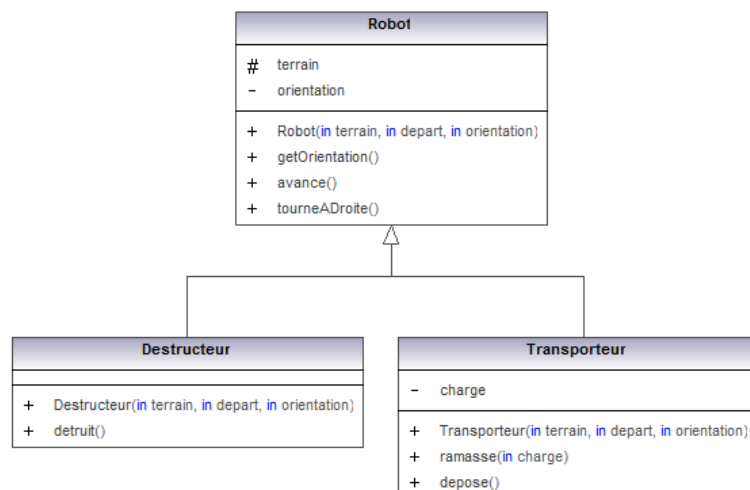 Robot
# terrain
- orientation
+ Robot(in terrain, in depart, in orientation)
+ getOrientation()
+ avance()
+ tourneADroite()
Destructeur
+ Destructeur(in terrain, in depart, in orientation)
+ detruit()
Transporteur
- charge
+ Transporteur(in terrain, in depart, in orientation)
+ ramasse(in charge)
+ depose()